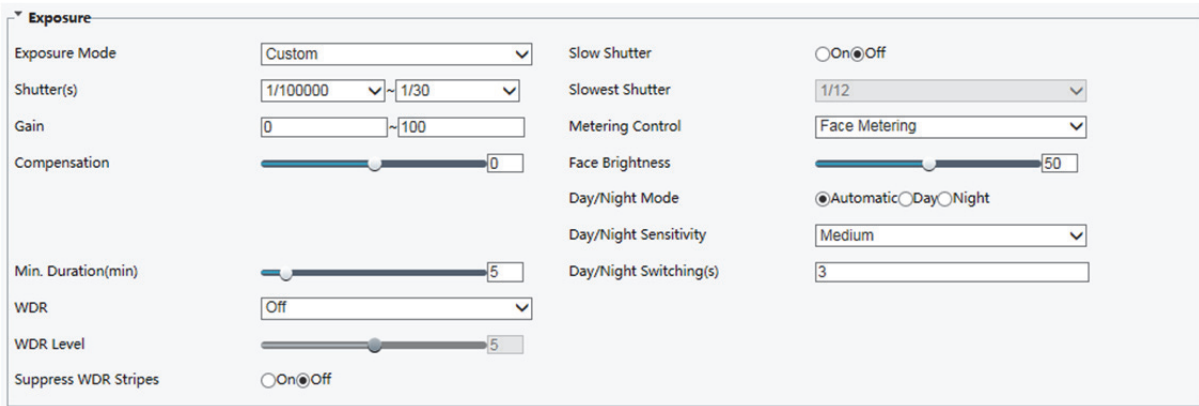 Exposure
Exposure Mode Custom Slow Shutter On Off
Shutter(s) 1/100000 ~ 1/30 Slowest Shutter 1/12
Gain 0 ~ 100 Metering Control Face Metering
Compensation 0 Face Brightness 50
Day/Night Mode Automatic Day Night
Day/Night Sensitivity Medium
Min. Duration(min) 5 Day/Night Switching(s) 3
WDR Off
WDR Level 5
Suppress WDR Stripes On Off